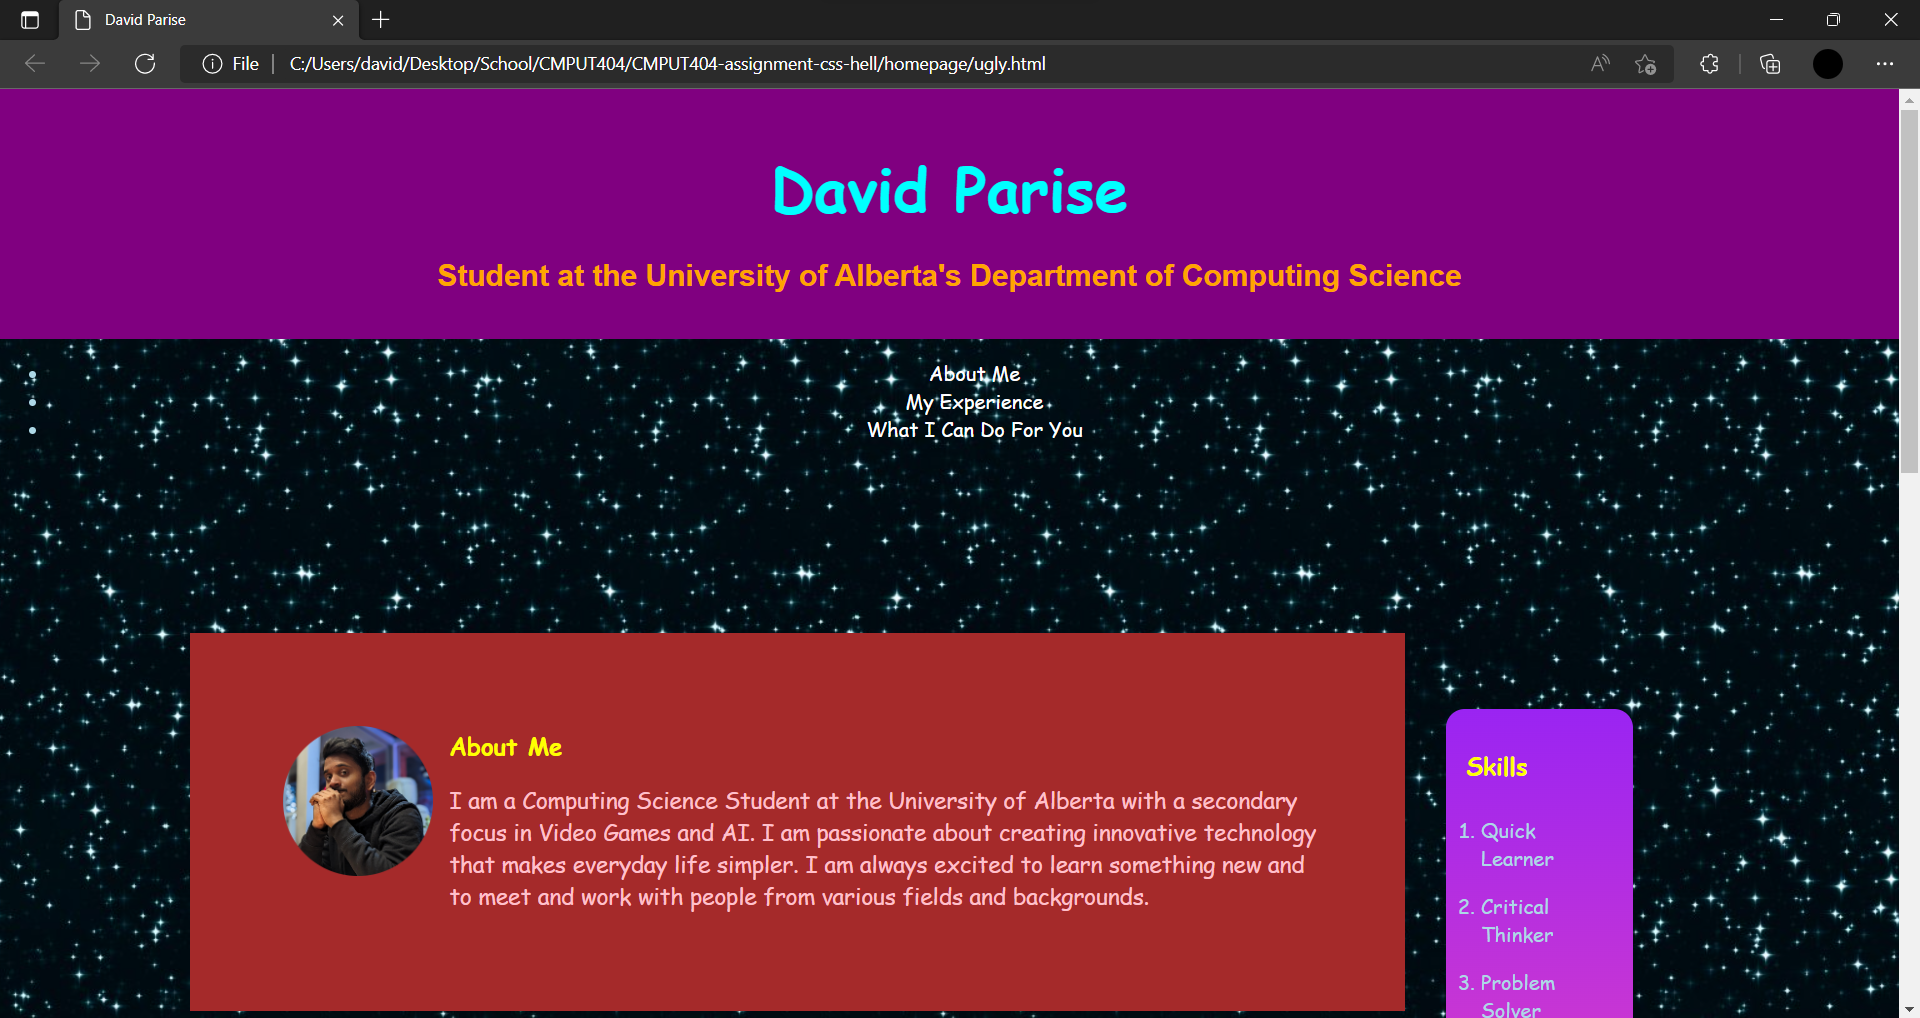 David Parise
File
C:/Users/david/Desktop/School/CMPUT404/CMPUT404-assignment-css-hell/homepage/ugly.html
David Parise
Student at the University of Alberta's Department of Computing Science
About Me
My Experience
What I Can Do For You
About Me
I am a Computing Science Student at the University of Alberta with a secondary
focus in Video Games and AI. I am passionate about creating innovative technology
that makes everyday life simpler. I am always excited to learn something new and
to meet and work with people from various fields and backgrounds.
Skills
1. Quick
Learner
2. Critical
Thinker
3. Problem
Solver